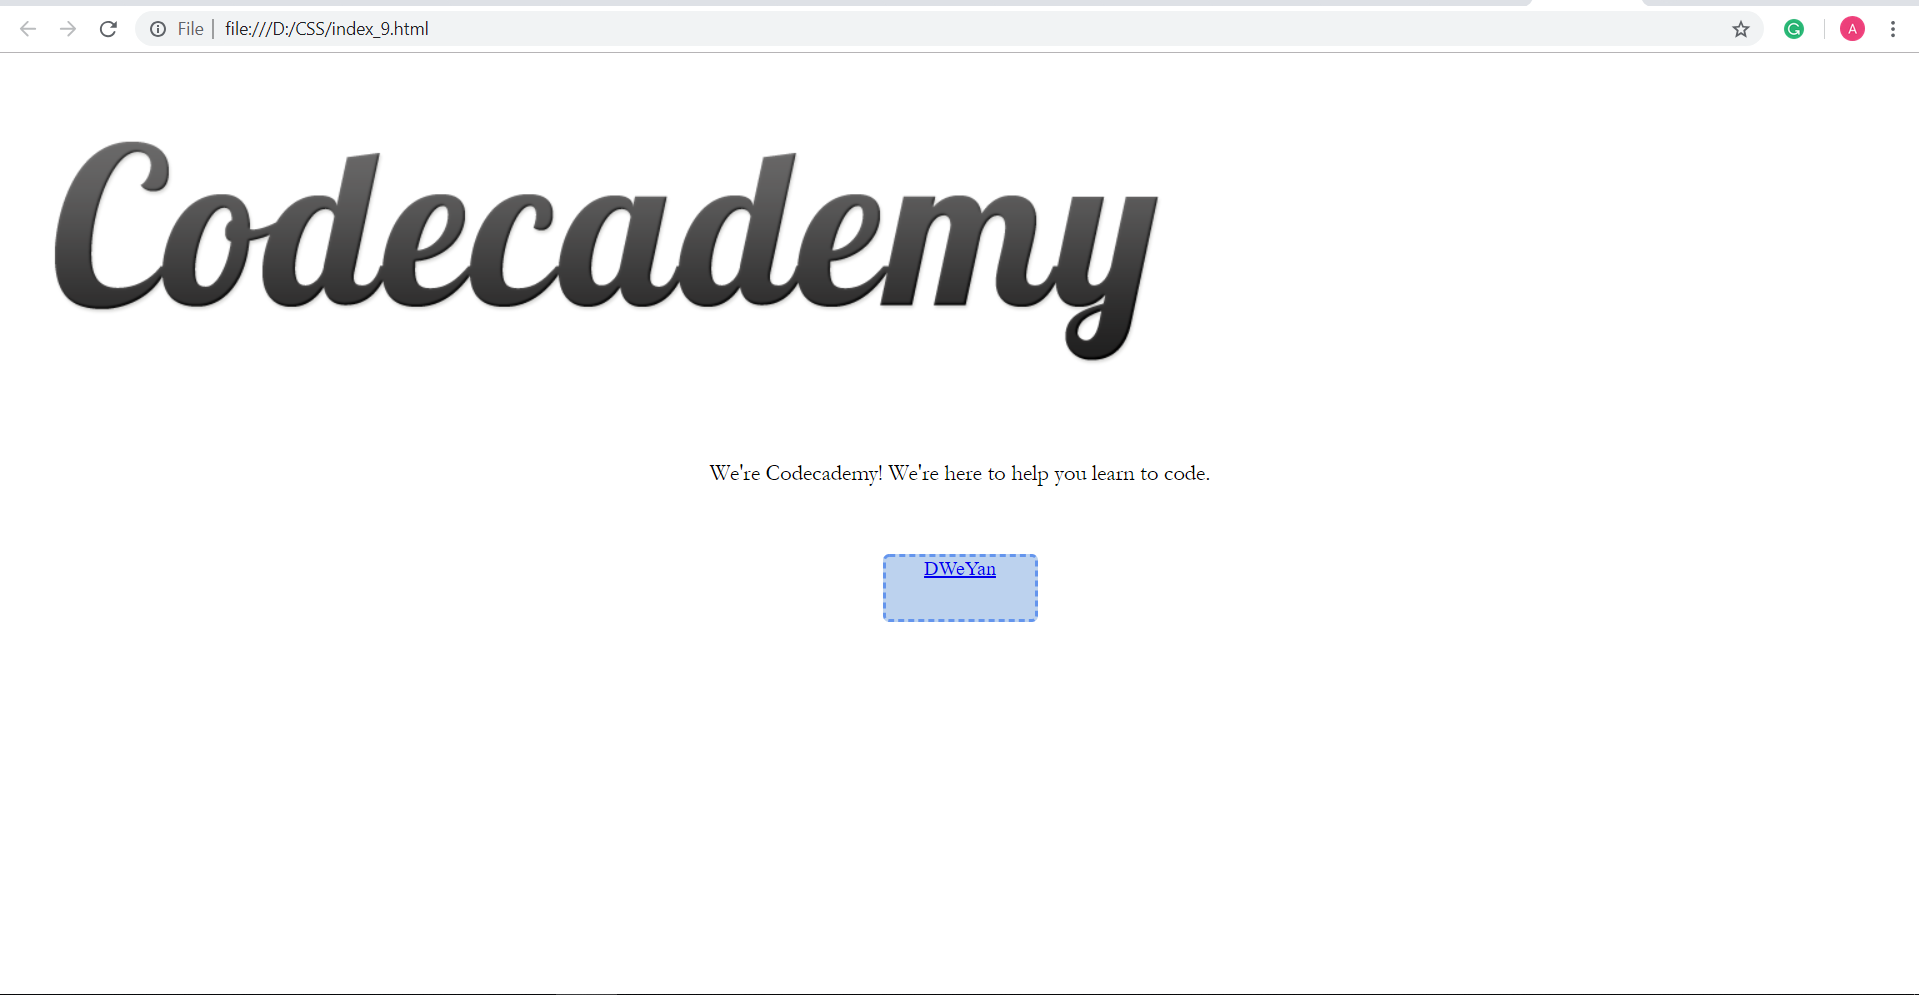 File | file:///D:/CSS/index_9.html
A
Codecademy
We're Codecademy! We're here to help you learn to code.
DWeYan